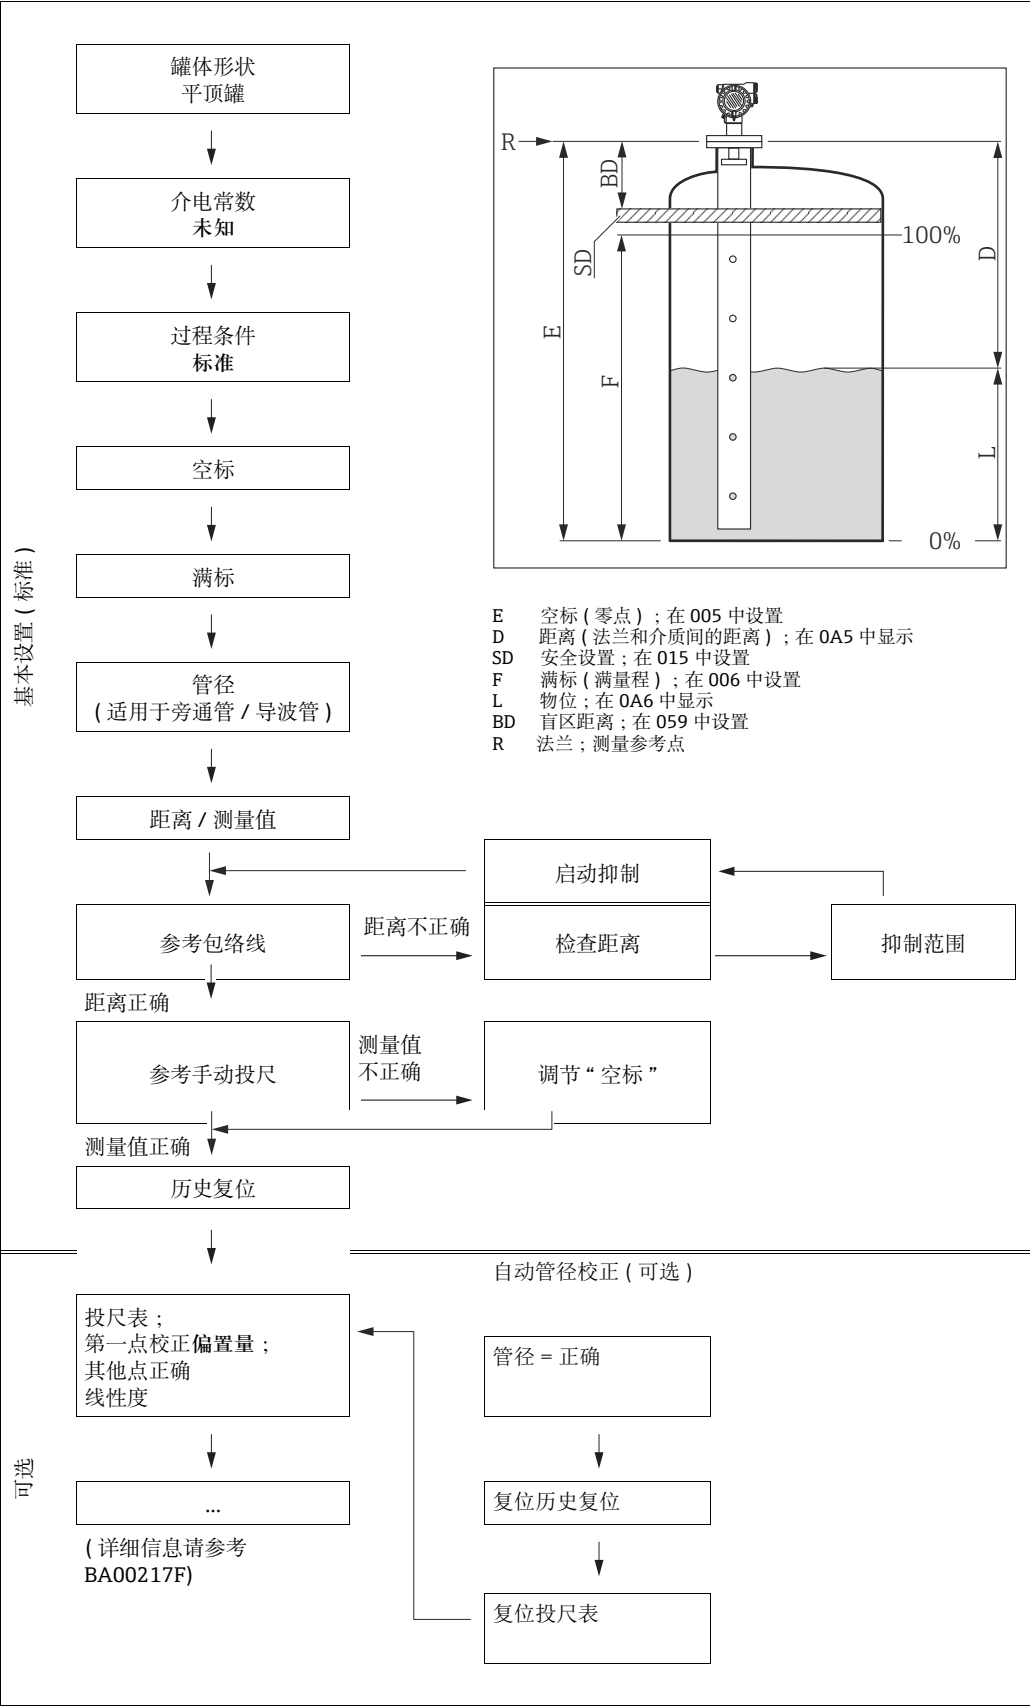 罐体形状
平顶罐
介电常数
未知
过程条件
标准
空标
满标
管径
( 适用于旁通管 / 导波管 )
距离 / 测量值
基本设置 ( 标准 )
R
BD
SD
100%
D
E
F
L
0%
E 空标 ( 零点 ) ; 在 005 中设置
D 距离 ( 法兰和介质间的距离 ) ; 在 0A5 中显示
SD 安全设置 ; 在 015 中设置
F 满标 ( 满量程 ) ; 在 006 中设置
L 物位 ; 在 0A6 中显示
BD 盲区距离 ; 在 059 中设置
R 法兰 ; 测量参考点
启动抑制
参考包络线
距离不正确
检查距离
抑制范围
距离正确
参考手动投尺
测量值
不正确
调节 “ 空标 ”
测量值正确
历史复位
可选
投尺表 ;
第一点校正偏置量 ;
其他点正确
线性度
...
( 详细信息请参考
BA00217F)
自动管径校正 ( 可选 )
管径 = 正确
复位历史复位
复位投尺表